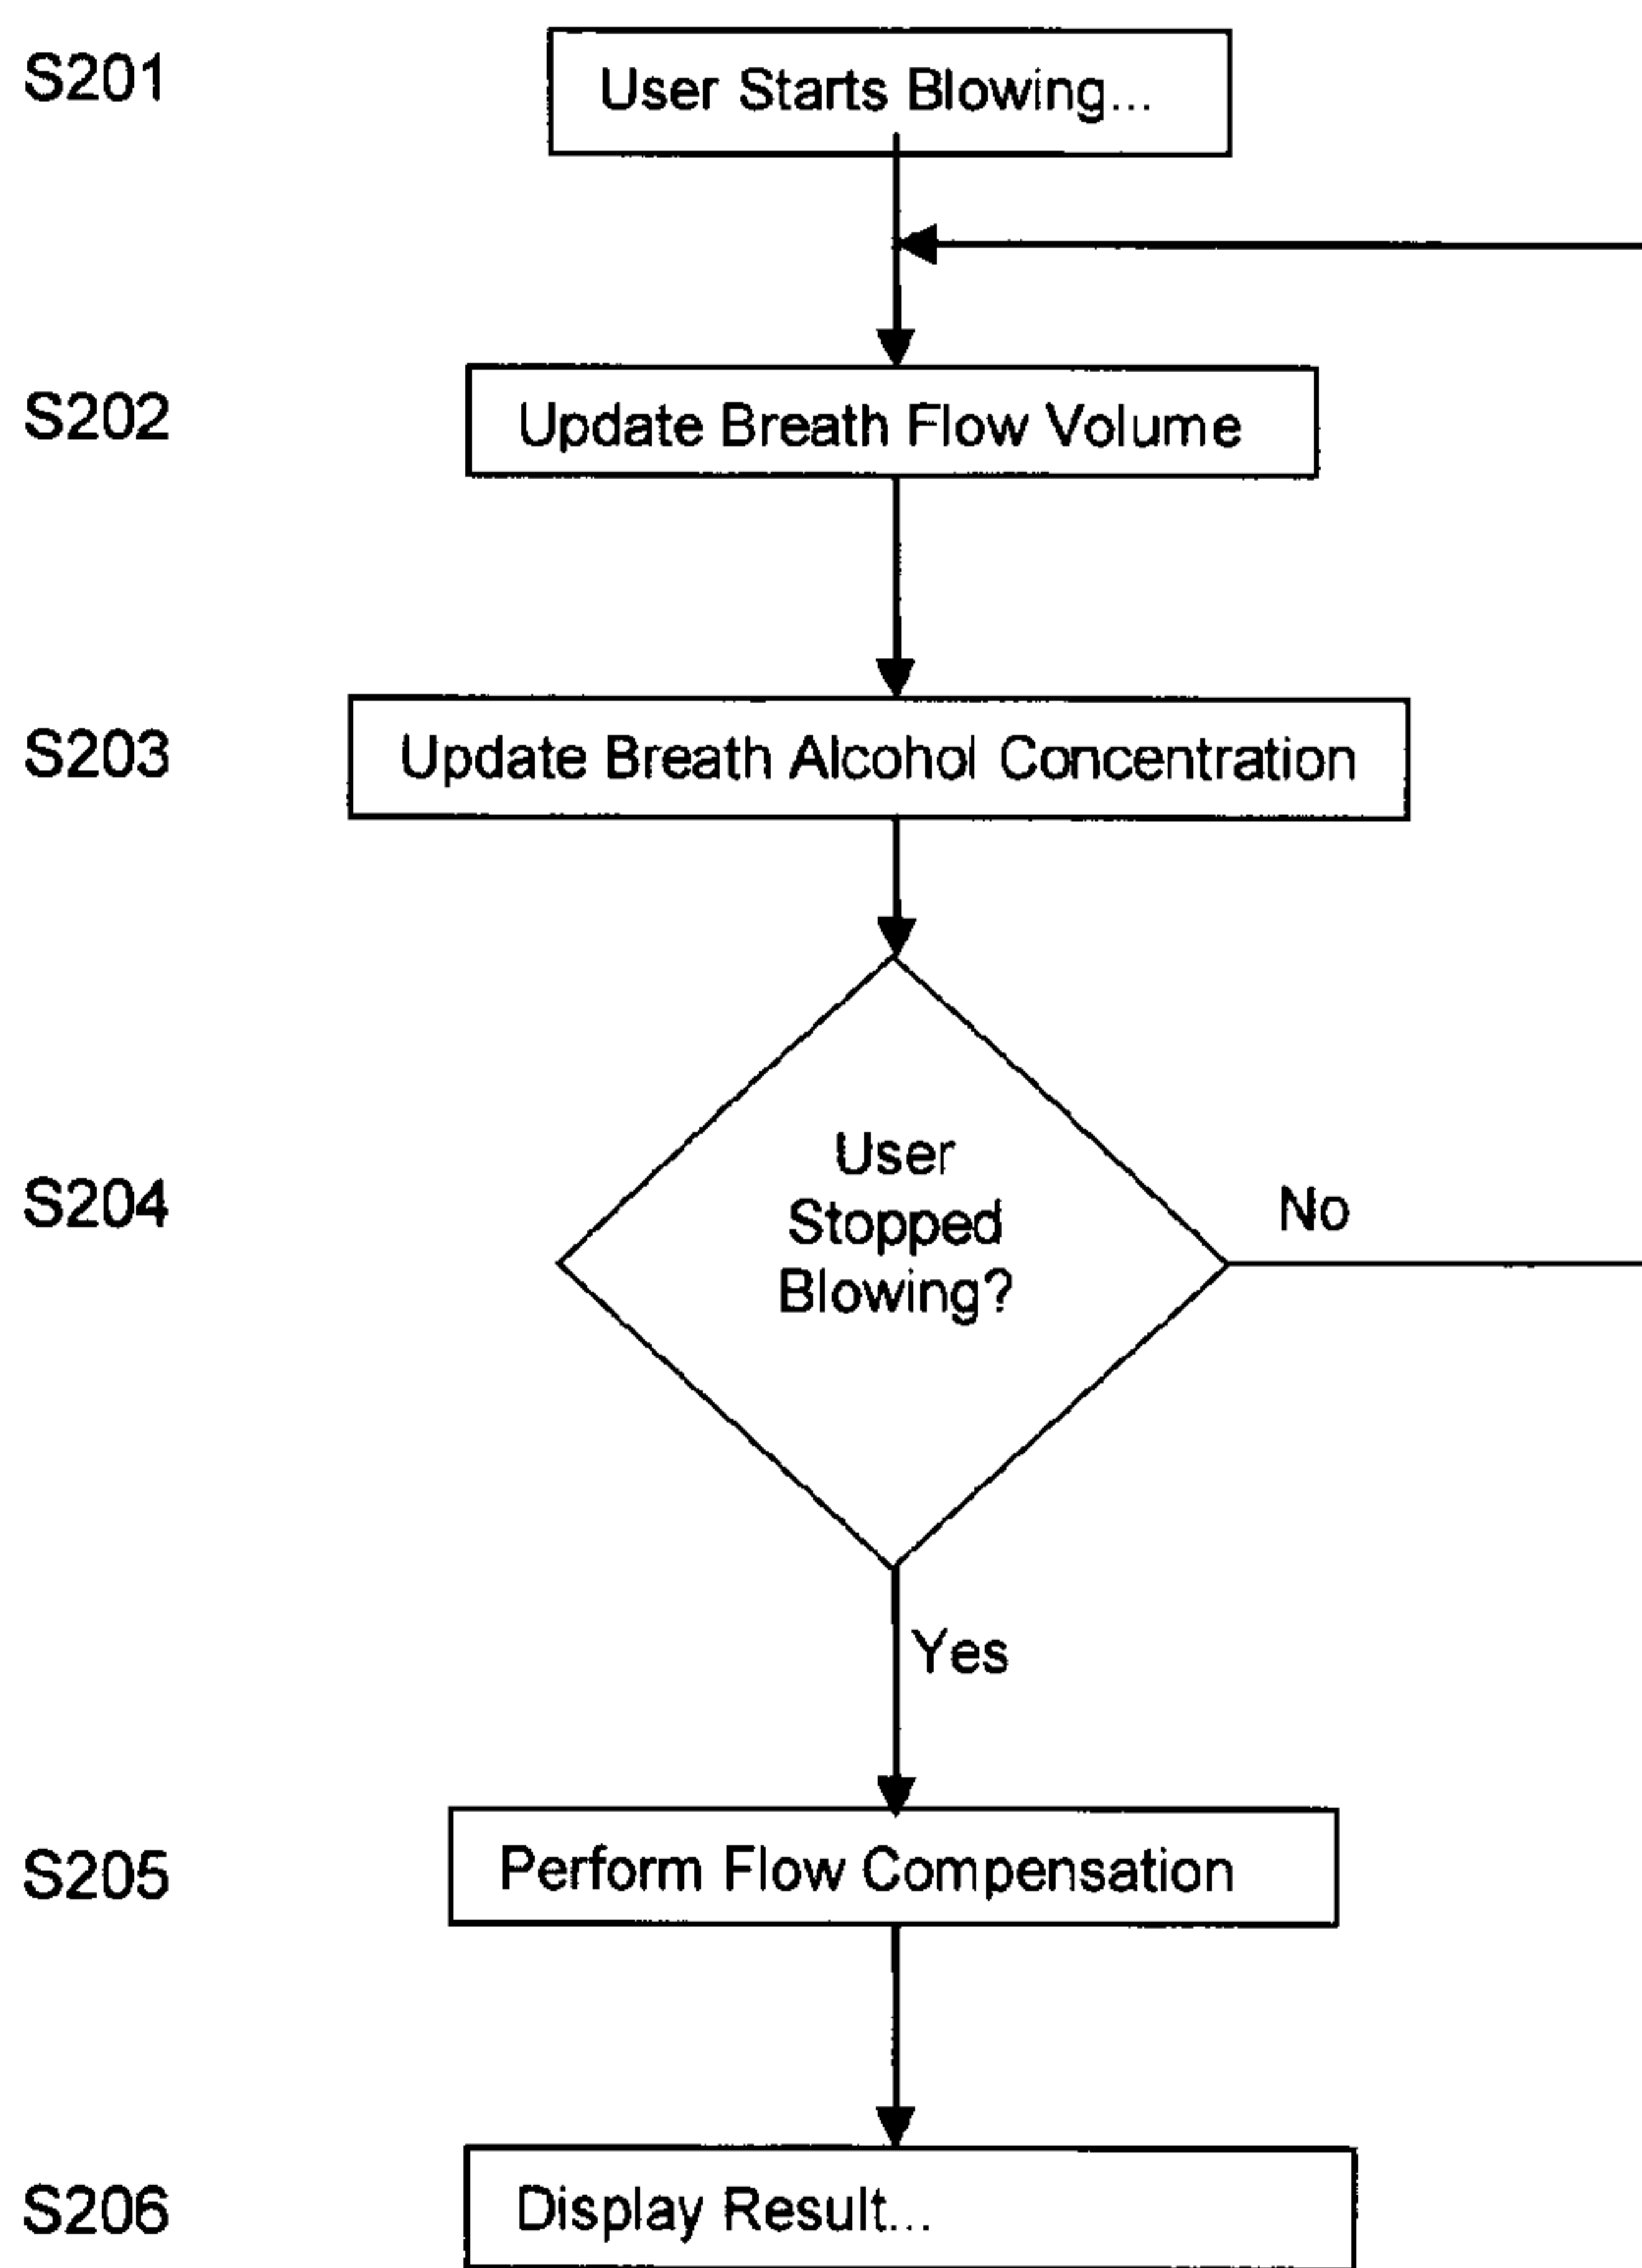 S201
User Starts Blowing...
S202
Update Breath Flow Volume
S203
Update Breath Alcohol Concentration
S204
User
Stopped
Blowing?
No
Yes
S205
Perform Flow Compensation
S206
Display Result...